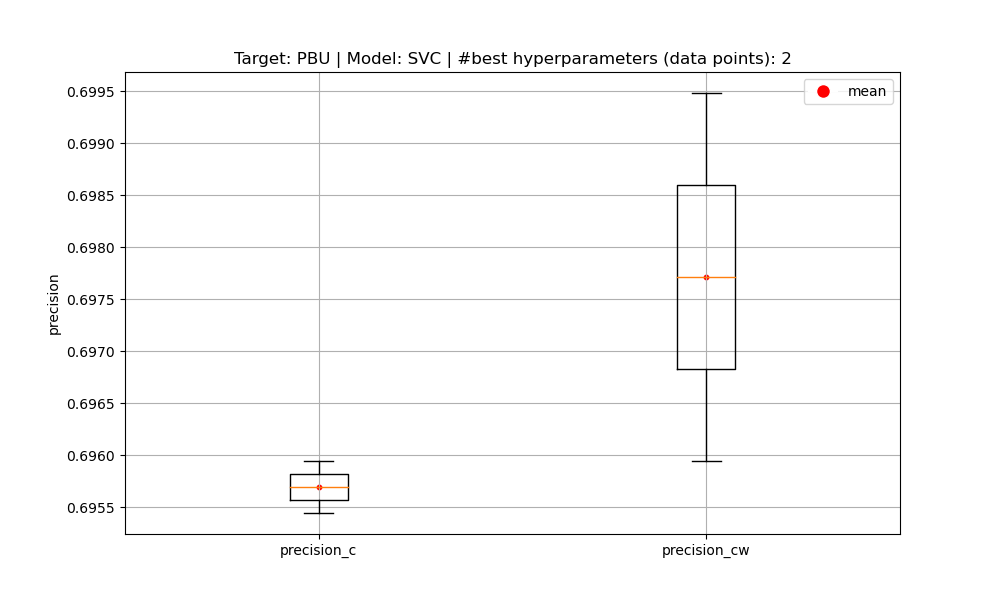 Target: PBU | Model: SVC | #best hyperparameters (data points): 2
mean
0.6995
0.6990
0.6985
0.6980
0.6975
0.6970
0.6965
0.6960
0.6955
precision
precision_c
precision_cw